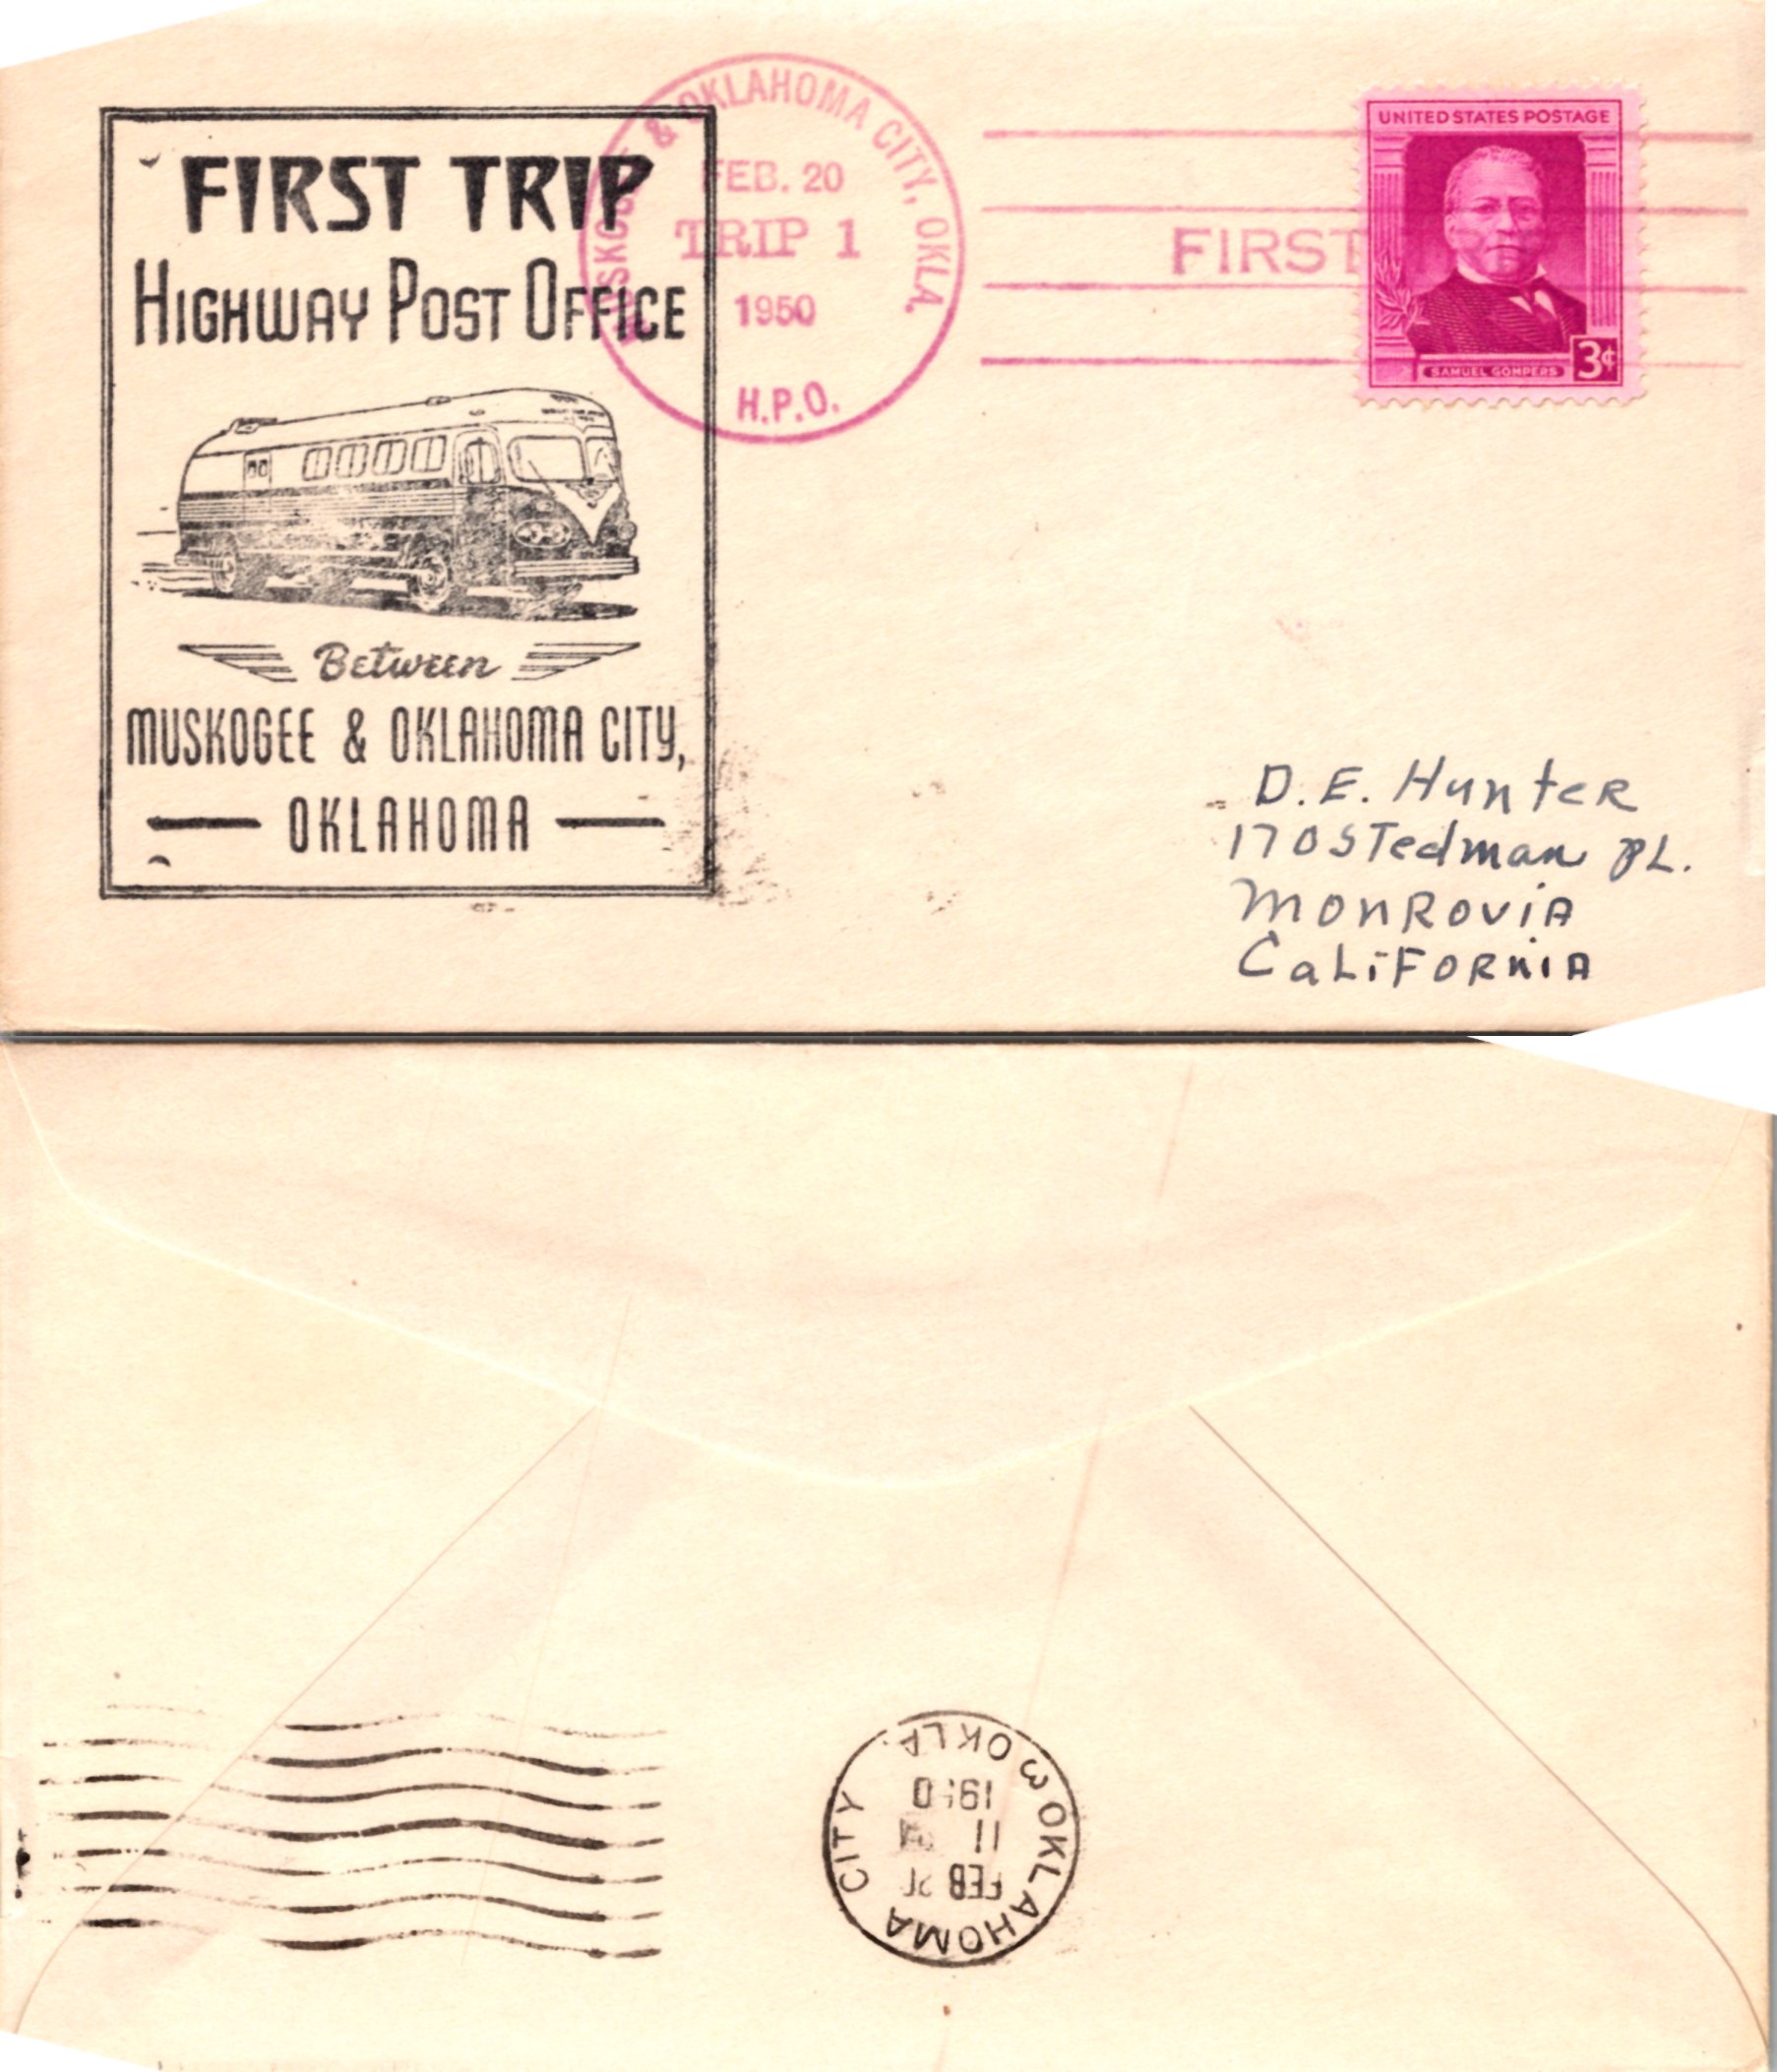 FIRST TRIP
HIGHWAY POST OFFICE
Between
MUSKOGEE & OKLAHOMA CITY,
OKLAHOMA
MUSKOGEE & OKLAHOMA CITY, OKLA.
FEB. 20
TRIP 1
1950
H.P.O.
FIRST
UNITED STATES POSTAGE
SAMUEL GOMPERS
3¢
D.E. Hunter
170 Stedman PL.
Monrovia
California
OKLAHOMA CITY
3 OKLA.
FEB 20
11
1950